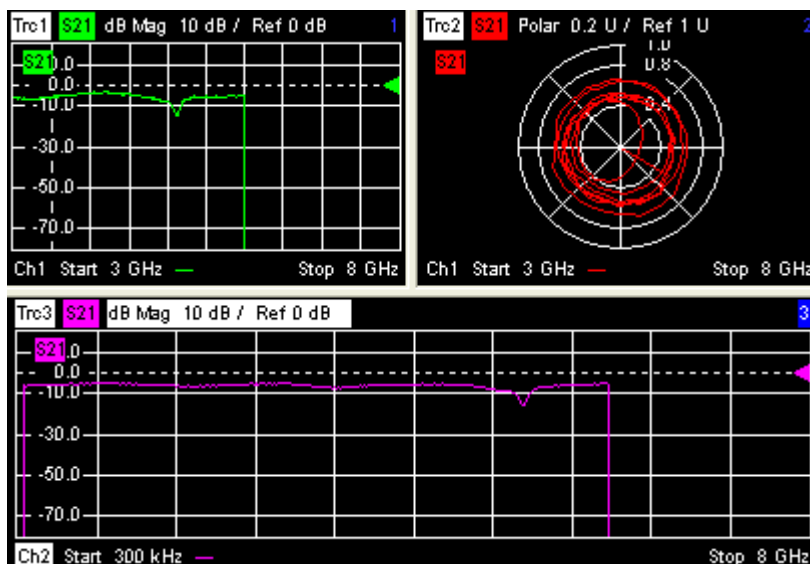 Trc1 S21 dB Mag 10 dB / Ref 0 dB 1
S21 0.0
0.0
-10.0
-30.0
-50.0
-70.0
Ch1 Start 3 GHz — Stop 8 GHz
Trc2 S21 Polar 0.2 U / Ref 1 U 2
S21
1.0
0.8
0.4
Ch1 Start 3 GHz — Stop 8 GHz
Trc3 S21 dB Mag 10 dB / Ref 0 dB 3
S21 .0
0.0
-10.0
-30.0
-50.0
-70.0
Ch2 Start 300 kHz — Stop 8 GHz